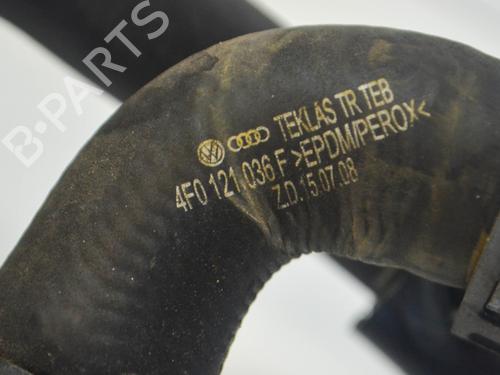 TEKLAS TR TEB
4F0 121 036 F >EPDM/PEROX<
Z.D.15.07.08
B-PARTS